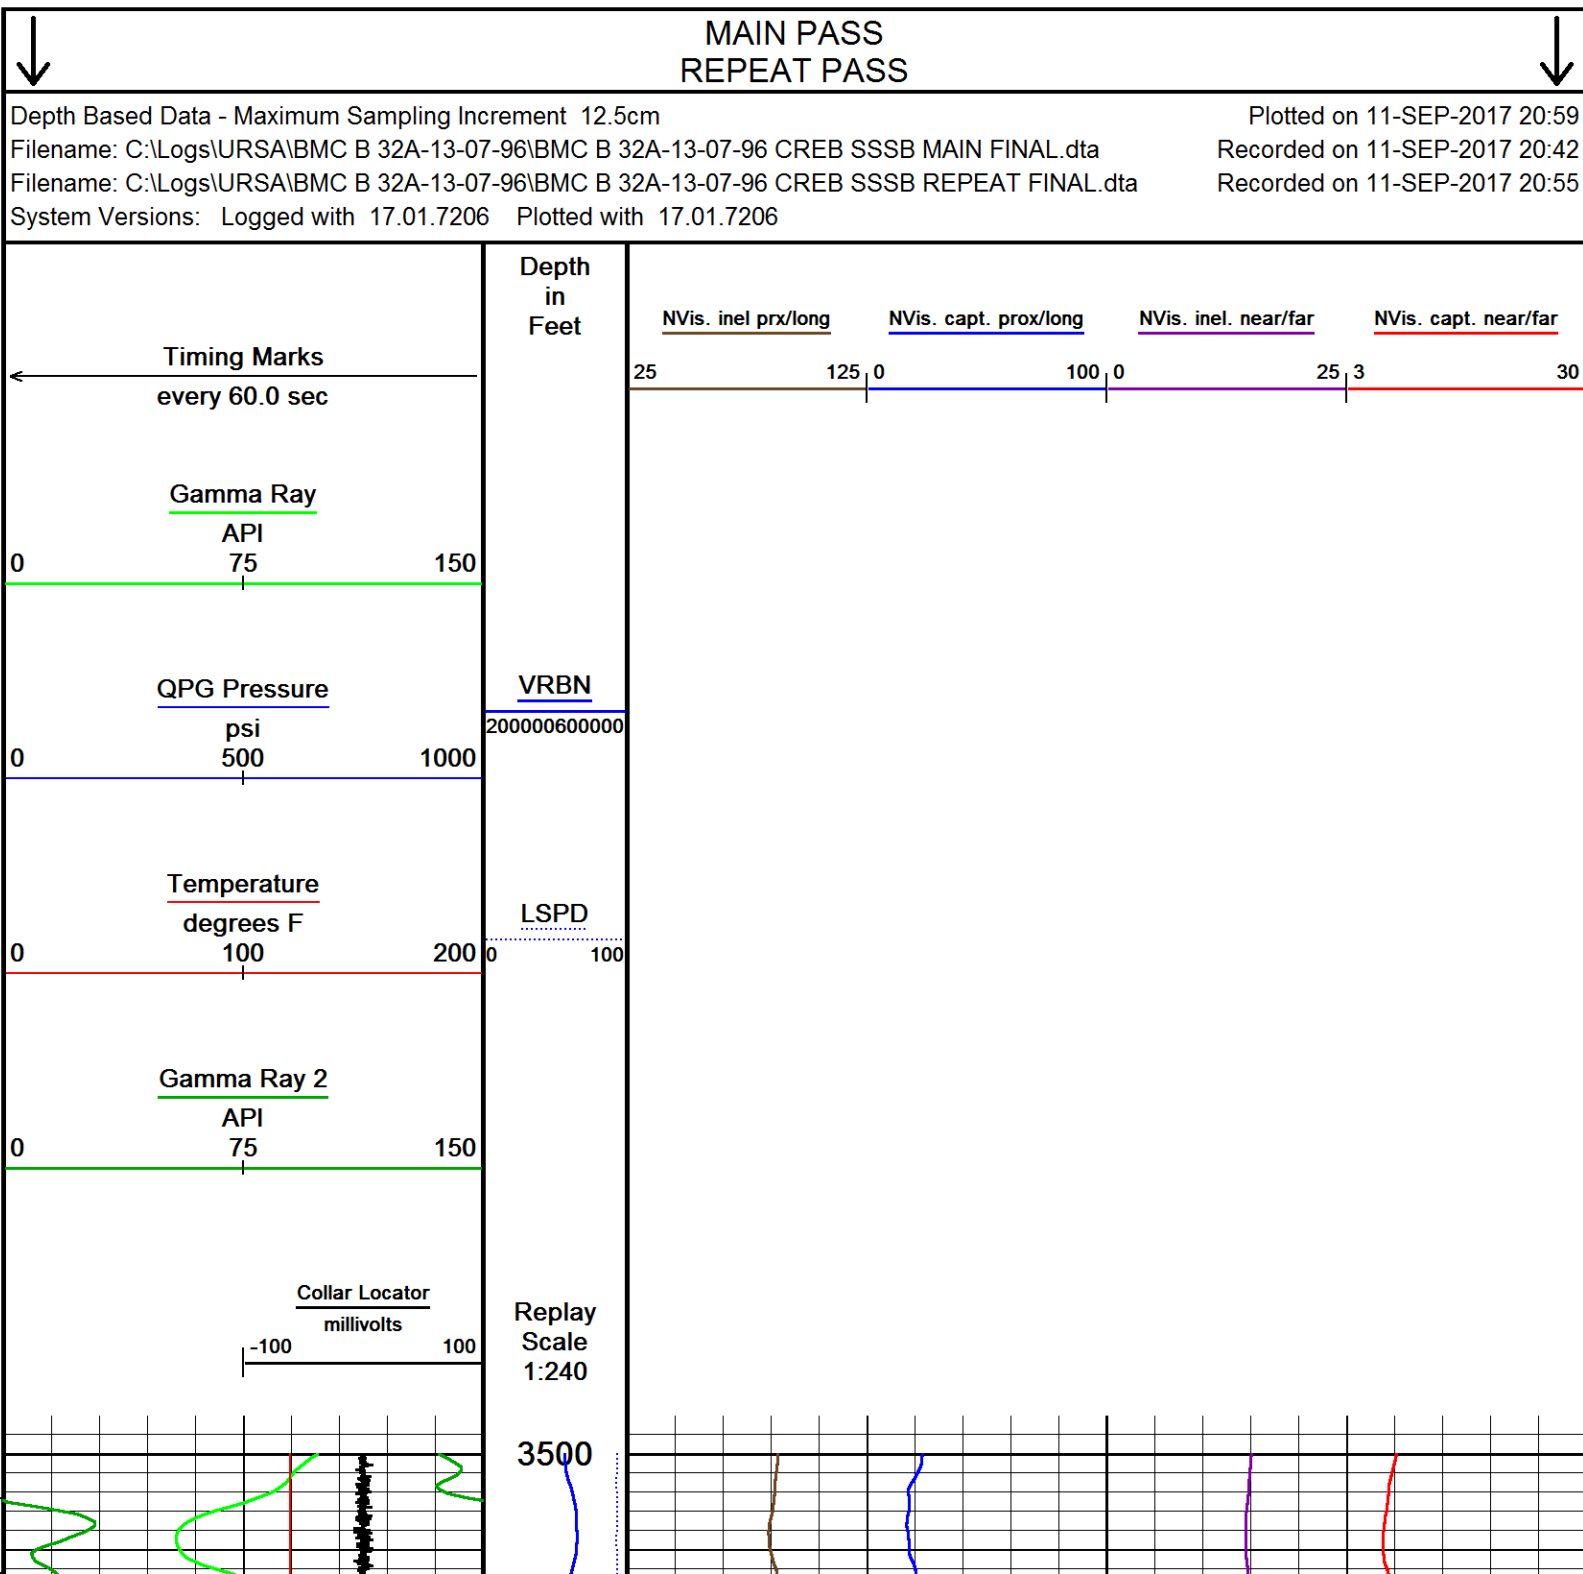 MAIN PASS
REPEAT PASS
Depth Based Data - Maximum Sampling Increment 12.5cm Plotted on 11-SEP-2017 20:59
Filename: C:\Logs\URSA\BMC B 32A-13-07-96\BMC B 32A-13-07-96 CREB SSSB MAIN FINAL.dta Recorded on 11-SEP-2017 20:42
Filename: C:\Logs\URSA\BMC B 32A-13-07-96\BMC B 32A-13-07-96 CREB SSSB REPEAT FINAL.dta Recorded on 11-SEP-2017 20:55
System Versions: Logged with 17.01.7206 Plotted with 17.01.7206
Timing Marks
every 60.0 sec
Gamma Ray
API
0 75 150
QPG Pressure
psi
0 500 1000
Temperature
degrees F
0 100 200
Gamma Ray 2
API
0 75 150
Collar Locator
millivolts
-100 100
Depth
in
Feet
VRBN
200000600000
LSPD
0 100
Replay
Scale
1:240
3500
NVis. inel prx/long NVis. capt. prox/long NVis. inel. near/far NVis. capt. near/far
25 125 0 100 0 25 3 30